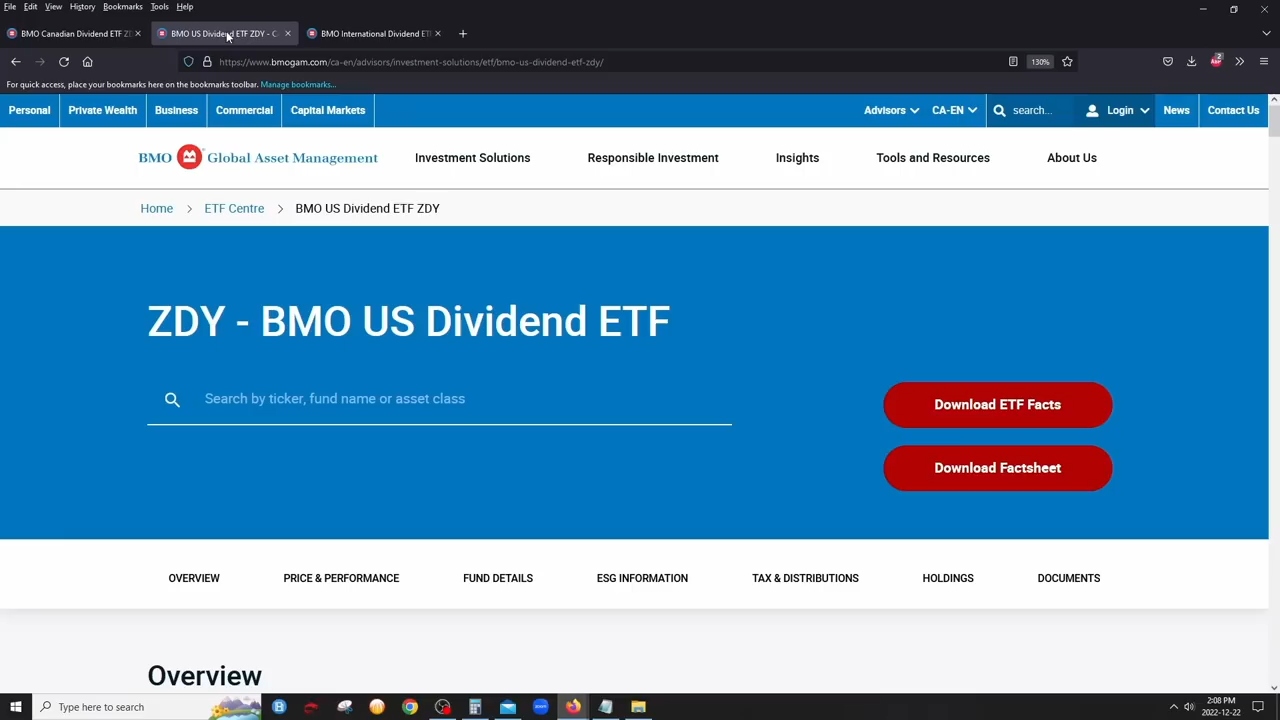 File Edit View History Bookmarks Tools Help
BMO Canadian Dividend ETF ZD
BMO US Dividend ETF ZDY - C
BMO International Dividend ET
https://www.bmogam.com/ca-en/advisors/investment-solutions/etf/bmo-us-dividend-etf-zdy/
130%
2
For quick access, place your bookmarks here on the bookmarks toolbar. Manage bookmarks...
Personal Private Wealth Business Commercial Capital Markets Advisors CA-EN search... Login News Contact Us
BMO Global Asset Management Investment Solutions Responsible Investment Insights Tools and Resources About Us
Home > ETF Centre > BMO US Dividend ETF ZDY
ZDY - BMO US Dividend ETF
Search by ticker, fund name or asset class
Download ETF Facts
Download Factsheet
OVERVIEW PRICE & PERFORMANCE FUND DETAILS ESG INFORMATION TAX & DISTRIBUTIONS HOLDINGS DOCUMENTS
Overview
Type here to search
2:08 PM
2022-12-22